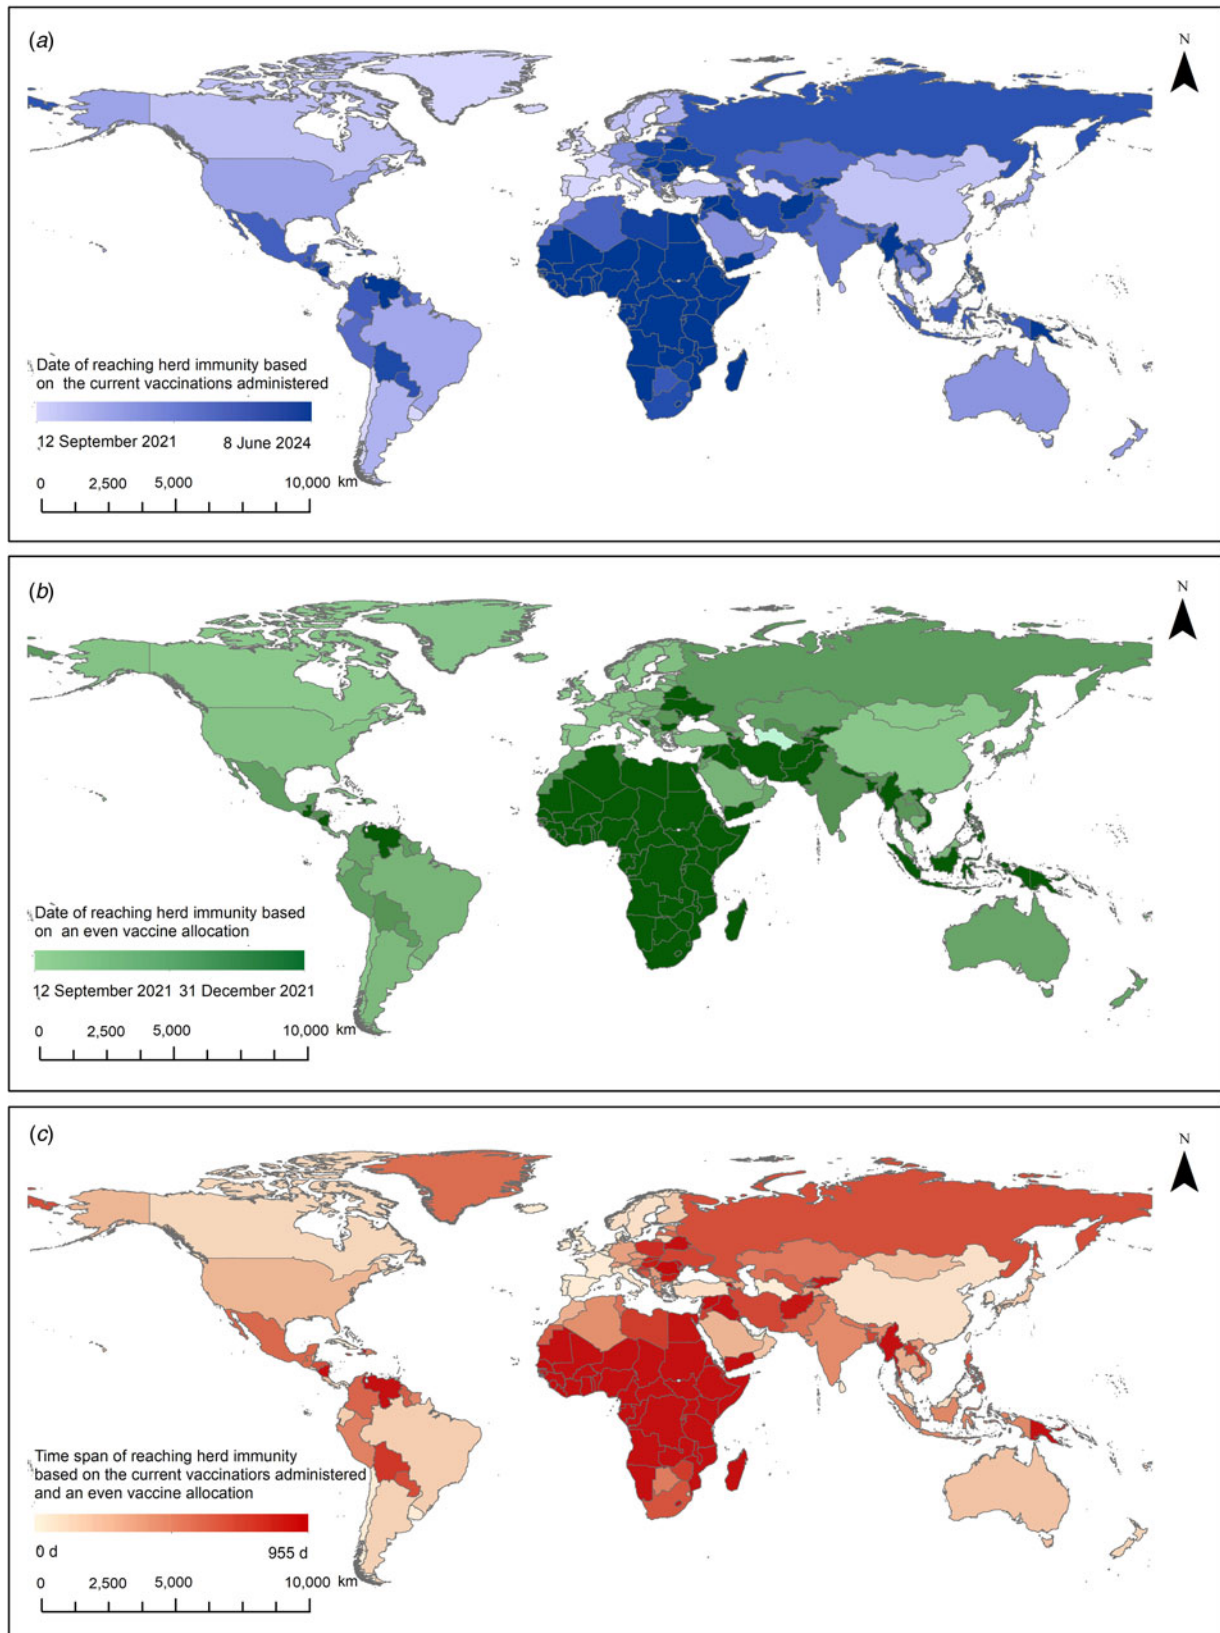 (a)
N
Date of reaching herd immunity based
on the current vaccinations administered
12 September 2021 8 June 2024
0 2,500 5,000 10,000 km
(b)
N
Date of reaching herd immunity based
on an even vaccine allocation
12 September 2021 31 December 2021
0 2,500 5,000 10,000 km
(c)
N
Time span of reaching herd immunity
based on the current vaccinatiors administered
and an even vaccine allocation
0 d 955 d
0 2,500 5,000 10,000 km